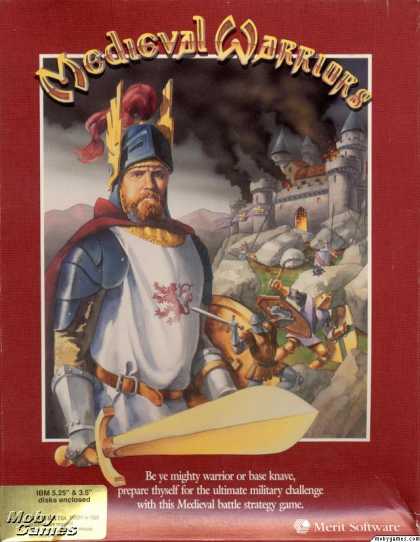 Medieval Warriors
Be ye mighty warrior or base knave,
prepare thyself for the ultimate military challenge
with this Medieval battle strategy game.
IBM 5.25" & 3.5"
disks enclosed
Moby
Games
Merit Software
mobygames.com